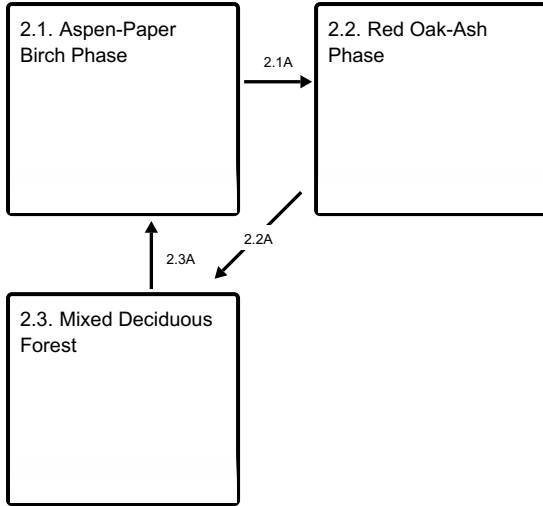 2.1. Aspen-Paper
Birch Phase
2.1A
2.2. Red Oak-Ash
Phase
2.2A
2.3A
2.3. Mixed Deciduous
Forest